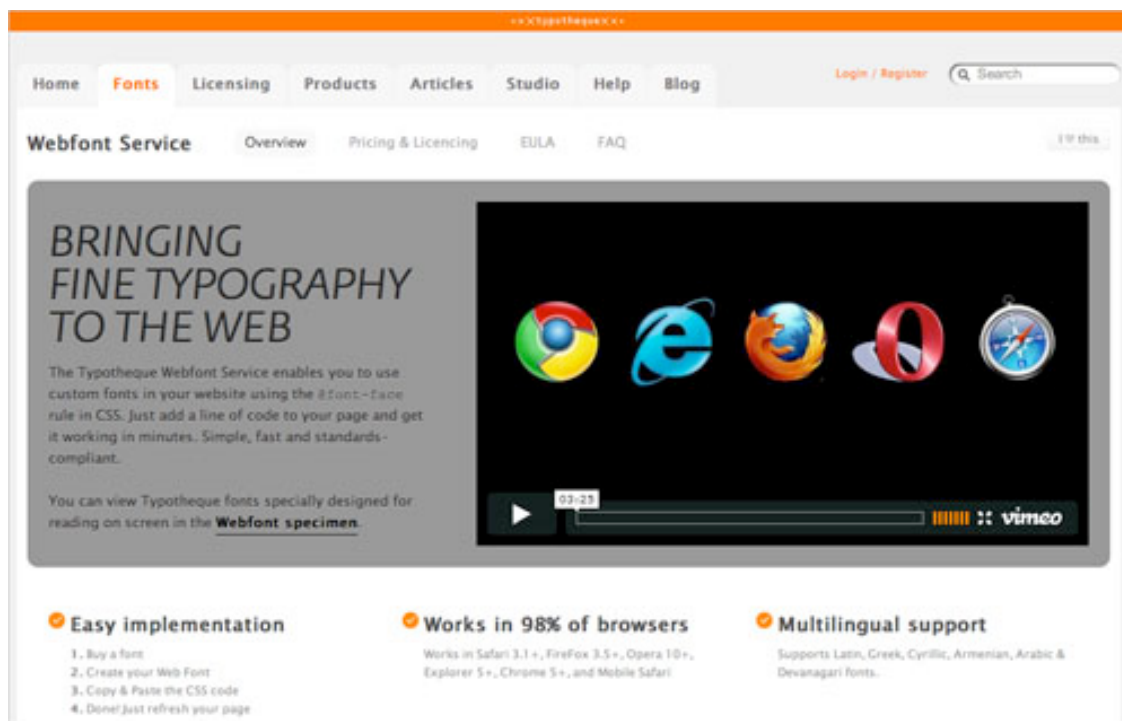 Typotheque
Home Fonts Licensing Products Articles Studio Help Blog Login / Register Search
Webfont Service Overview Pricing & Licencing EULA FAQ I ♡ this
BRINGING
FINE TYPOGRAPHY
TO THE WEB
The Typotheque Webfont Service enables you to use
custom fonts in your website using the @font-face
rule in CSS. Just add a line of code to your page and get
it working in minutes. Simple, fast and standards-
compliant.
You can view Typotheque fonts specially designed for
reading on screen in the Webfont specimen.
03:25
vimeo
Easy implementation
1. Buy a font
2. Create your Web Font
3. Copy & Paste the CSS code
4. Done! Just refresh your page
Works in 98% of browsers
Works in Safari 3.1+, FireFox 3.5+, Opera 10+,
Explorer 5+, Chrome 5+, and Mobile Safari
Multilingual support
Supports Latin, Greek, Cyrillic, Armenian, Arabic &
Devanagari fonts.